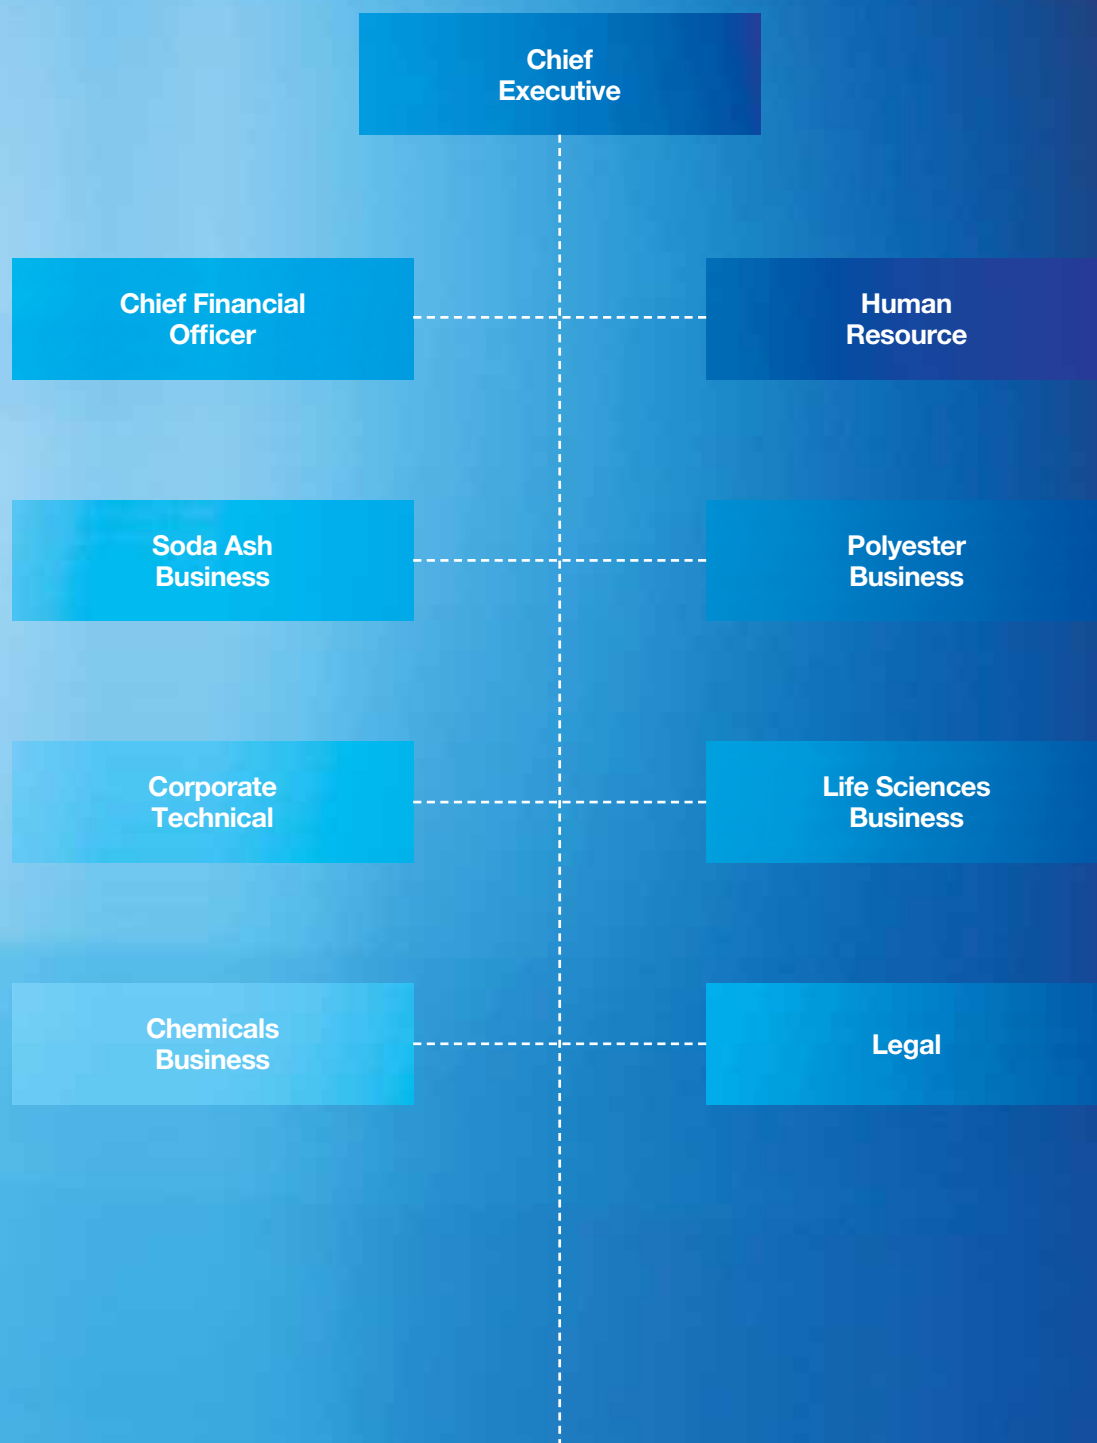 Chief
Executive
Chief Financial
Officer
Human
Resource
Soda Ash
Business
Polyester
Business
Corporate
Technical
Life Sciences
Business
Chemicals
Business
Legal